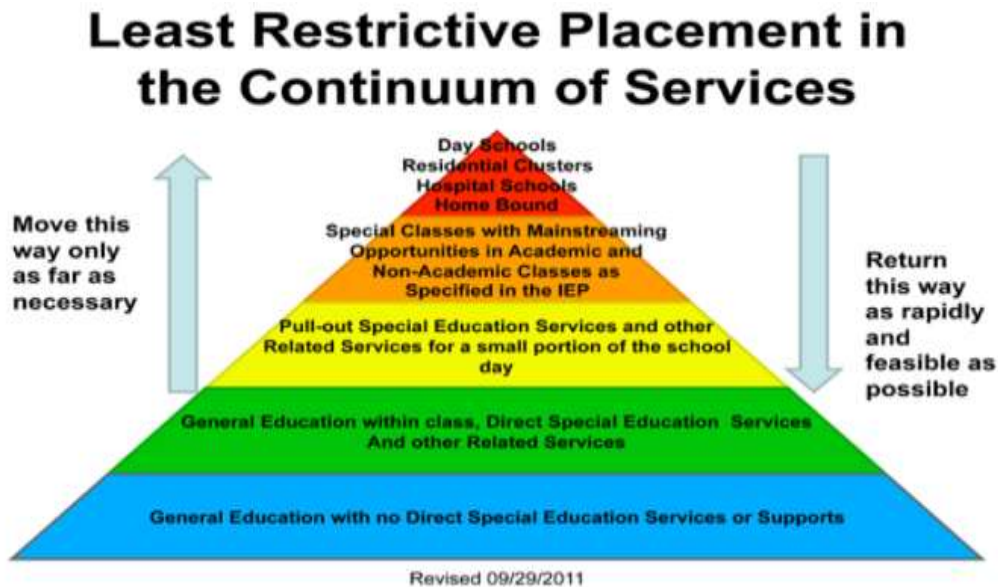 Least Restrictive Placement in
the Continuum of Services
Day Schools
Residential Clusters
Hospital Schools
Home Bound
Move this
way only
as far as
necessary
Special Classes with Mainstreaming
Opportunities in Academic and
Non-Academic Classes as
Specified in the IEP
Return
this way
as rapidly
and
feasible as
possible
Pull-out Special Education Services and other
Related Services for a small portion of the school
day
General Education within class, Direct Special Education Services
And other Related Services
General Education with no Direct Special Education Services or Supports
Revised 09/29/2011